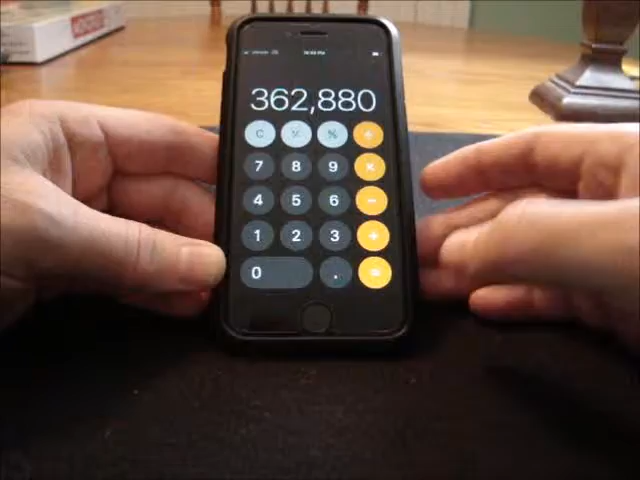 362,880
C ⁺⁄₋ % ÷
7 8 9 ×
4 5 6 −
1 2 3 +
0 . =